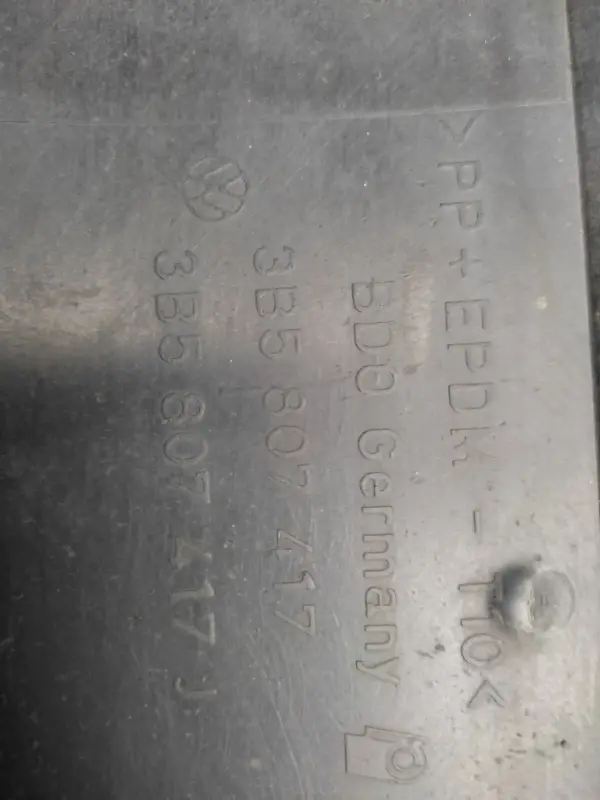 >PP+EPDM-T10<
BDO Germany
3B5 807 417
3B5 807 417 J